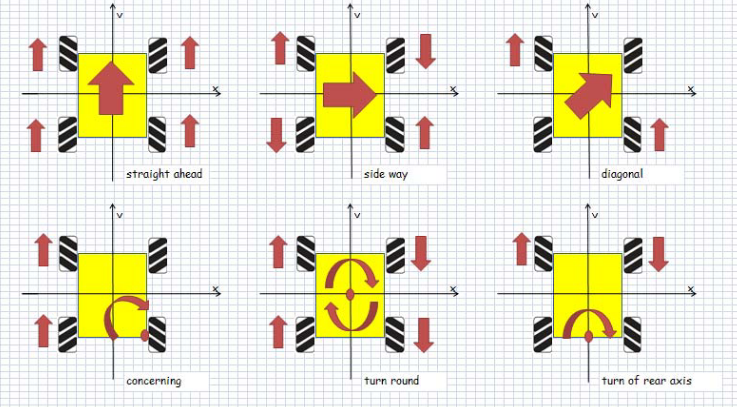 v
x
straight ahead
v
x
side way
v
x
diagonal
v
x
concerning
v
x
turn round
v
x
turn of rear axis